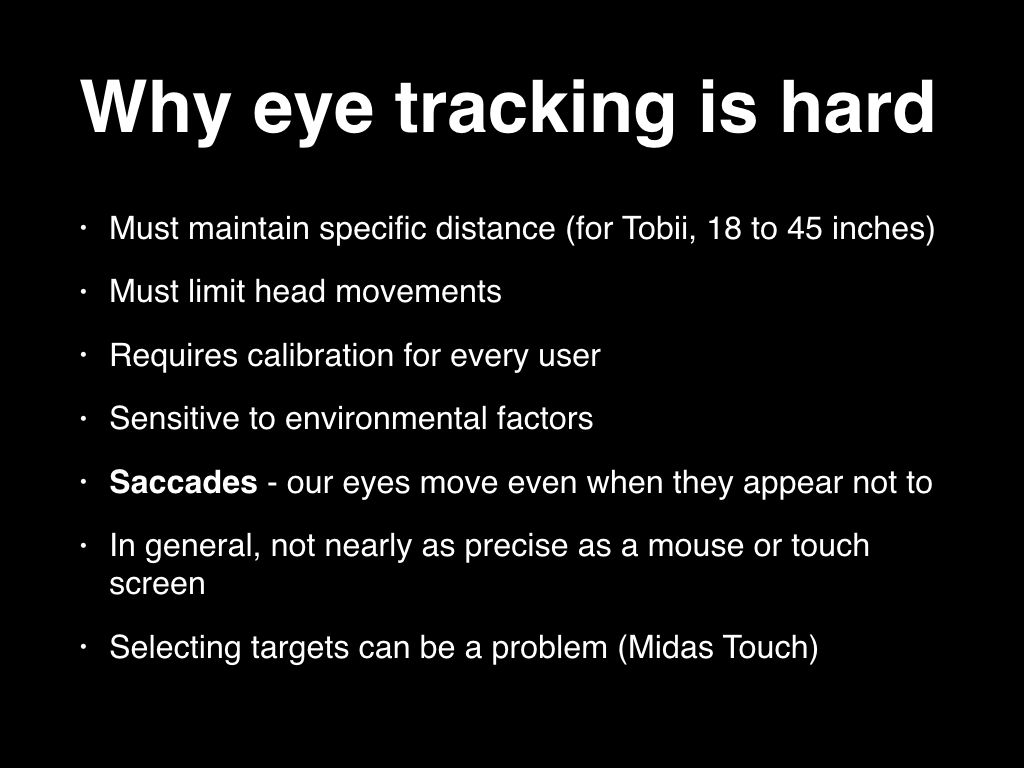 Why eye tracking is hard
• Must maintain specific distance (for Tobii, 18 to 45 inches)
• Must limit head movements
• Requires calibration for every user
• Sensitive to environmental factors
• Saccades - our eyes move even when they appear not to
• In general, not nearly as precise as a mouse or touch
screen
• Selecting targets can be a problem (Midas Touch)